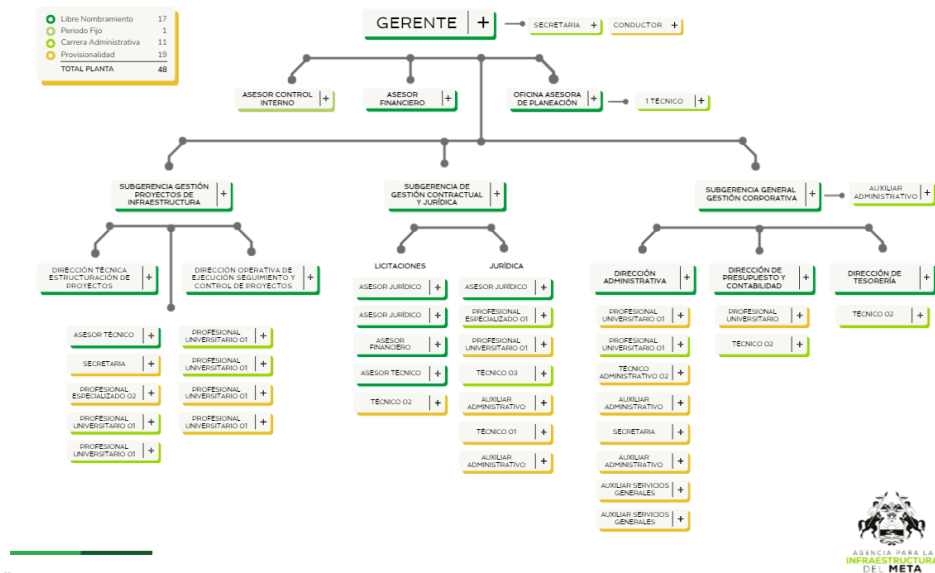 Libre Nombramiento 17
Periodo Fijo 1
Carrera Administrativa 11
Provisionalidad 19
TOTAL PLANTA 48
GERENTE +
SECRETARIA +
CONDUCTOR +
ASESOR CONTROL
INTERNO +
ASESOR
FINANCIERO +
OFICINA ASESORA
DE PLANEACIÓN +
1 TÉCNICO +
SUBGERENCIA GESTIÓN
PROYECTOS DE
INFRAESTRUCTURA +
SUBGERENCIA DE
GESTIÓN CONTRACTUAL
Y JURÍDICA +
SUBGERENCIA GENERAL
GESTIÓN CORPORATIVA +
AUXILIAR
ADMINISTRATIVO +
DIRECCIÓN TÉCNICA
ESTRUCTURACIÓN DE
PROYECTOS +
DIRECCIÓN OPERATIVA DE
EJECUCIÓN SEGUIMIENTO Y
CONTROL DE PROYECTOS +
ASESOR TÉCNICO +
SECRETARIA +
PROFESIONAL
ESPECIALIZADO 02 +
PROFESIONAL
UNIVERSITARIO 01 +
PROFESIONAL
UNIVERSITARIO 01 +
PROFESIONAL
UNIVERSITARIO 01 +
PROFESIONAL
UNIVERSITARIO 01 +
PROFESIONAL
UNIVERSITARIO 01 +
PROFESIONAL
UNIVERSITARIO 01 +
LICITACIONES
ASESOR JURÍDICO +
ASESOR JURÍDICO +
ASESOR
FINANCIERO +
ASESOR TÉCNICO +
TÉCNICO 02 +
JURÍDICA
ASESOR JURÍDICO +
PROFESIONAL
ESPECIALIZADO 01 +
PROFESIONAL
UNIVERSITARIO 01 +
TÉCNICO 03 +
AUXILIAR
ADMINISTRATIVO +
TÉCNICO 01 +
AUXILIAR
ADMINISTRATIVO +
DIRECCIÓN
ADMINISTRATIVA +
PROFESIONAL
UNIVERSITARIO 01 +
PROFESIONAL
UNIVERSITARIO 01 +
TÉCNICO
ADMINISTRATIVO 02 +
AUXILIAR
ADMINISTRATIVO +
SECRETARIA +
AUXILIAR
ADMINISTRATIVO +
AUXILIAR SERVICIOS
GENERALES +
AUXILIAR SERVICIOS
GENERALES +
DIRECCIÓN DE
PRESUPUESTO Y
CONTABILIDAD +
PROFESIONAL
UNIVERSITARIO +
TÉCNICO 02 +
DIRECCIÓN DE
TESORERÍA +
TÉCNICO 02 +
AGENCIA PARA LA
INFRAESTRUCTURA
DEL META